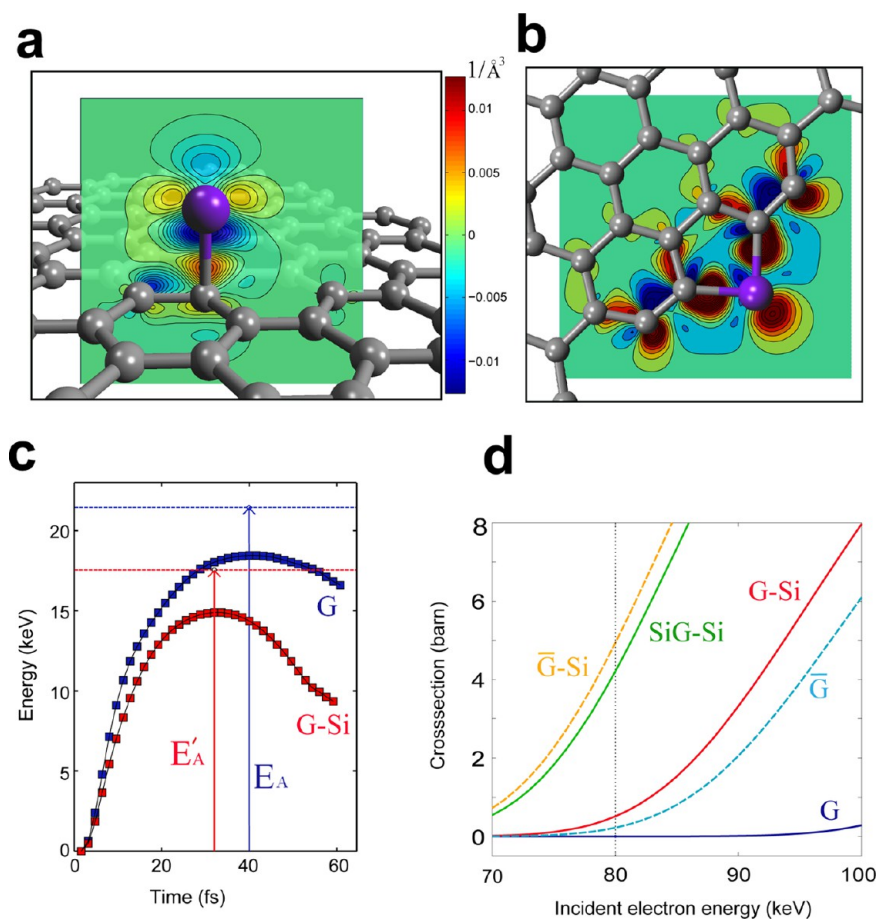 a
b
1/Å³
0.01
0.005
0
−0.005
−0.01
c
d
Energy (keV)
20
15
10
0
0
20
40
60
Time (fs)
G
G-Si
E′A
EA
Crosssection (barn)
8
6
4
2
0
70
80
90
100
Incident electron energy (keV)
G̅-Si
SiG-Si
G-Si
G̅
G